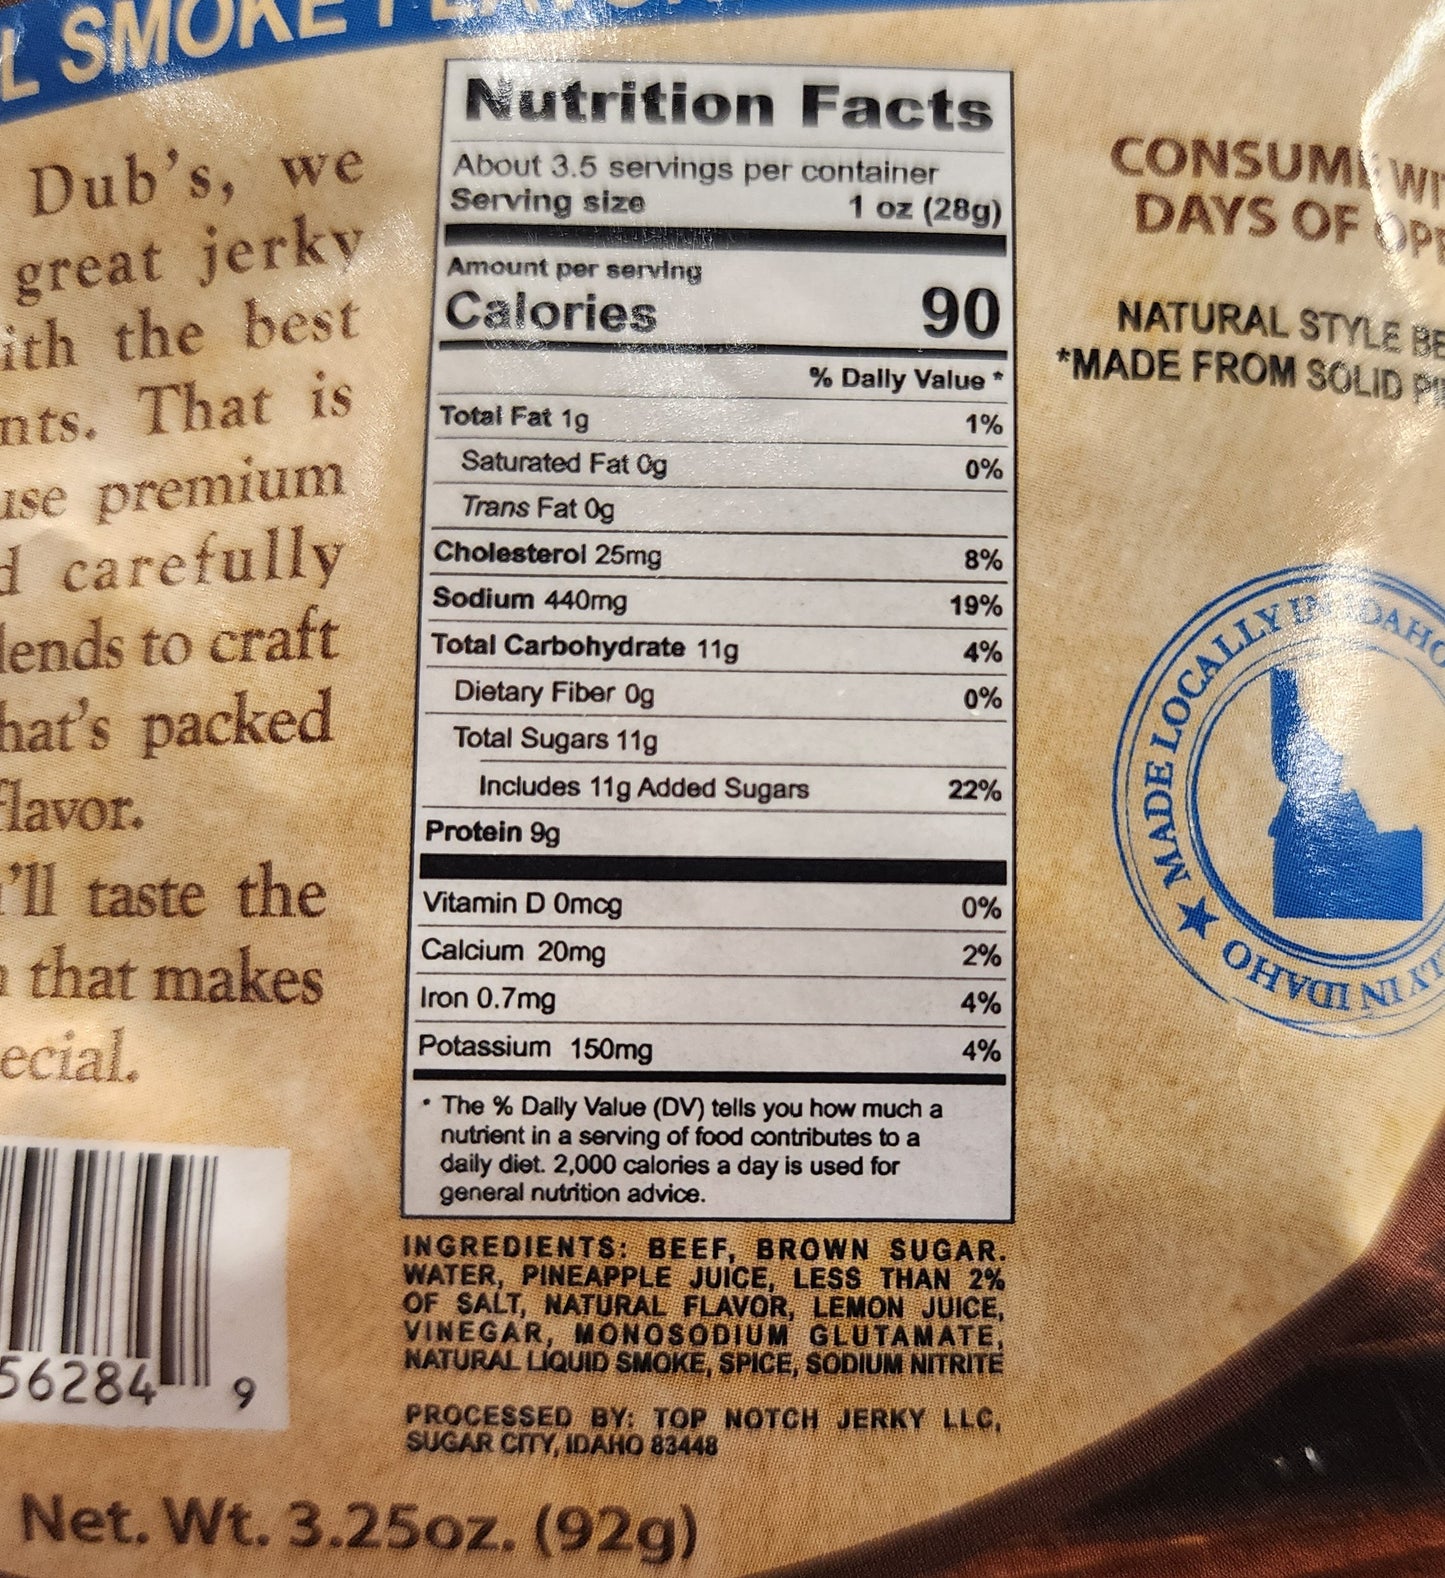 L SMOKE
Dub's, we
great jerky
ith the best
nts. That is
use premium
d carefully
lends to craft
hat's packed
flavor.
'll taste the
that makes
ecial.
56284 9
Net. Wt. 3.25oz. (92g)
Nutrition Facts
About 3.5 servings per container
Serving size 1 oz (28g)
Amount per serving
Calories 90
% Daily Value *
Total Fat 1g 1%
Saturated Fat 0g 0%
Trans Fat 0g
Cholesterol 25mg 8%
Sodium 440mg 19%
Total Carbohydrate 11g 4%
Dietary Fiber 0g 0%
Total Sugars 11g
Includes 11g Added Sugars 22%
Protein 9g
Vitamin D 0mcg 0%
Calcium 20mg 2%
Iron 0.7mg 4%
Potassium 150mg 4%
* The % Daily Value (DV) tells you how much a
nutrient in a serving of food contributes to a
daily diet. 2,000 calories a day is used for
general nutrition advice.
INGREDIENTS: BEEF, BROWN SUGAR.
WATER, PINEAPPLE JUICE, LESS THAN 2%
OF SALT, NATURAL FLAVOR, LEMON JUICE,
VINEGAR, MONOSODIUM GLUTAMATE,
NATURAL LIQUID SMOKE, SPICE, SODIUM NITRITE
PROCESSED BY: TOP NOTCH JERKY LLC,
SUGAR CITY, IDAHO 83448
CONSUME WI
DAYS OF OP
NATURAL STYLE BE
*MADE FROM SOLID PI
MADE LOCALLY IN IDAHO
LY IN IDAHO